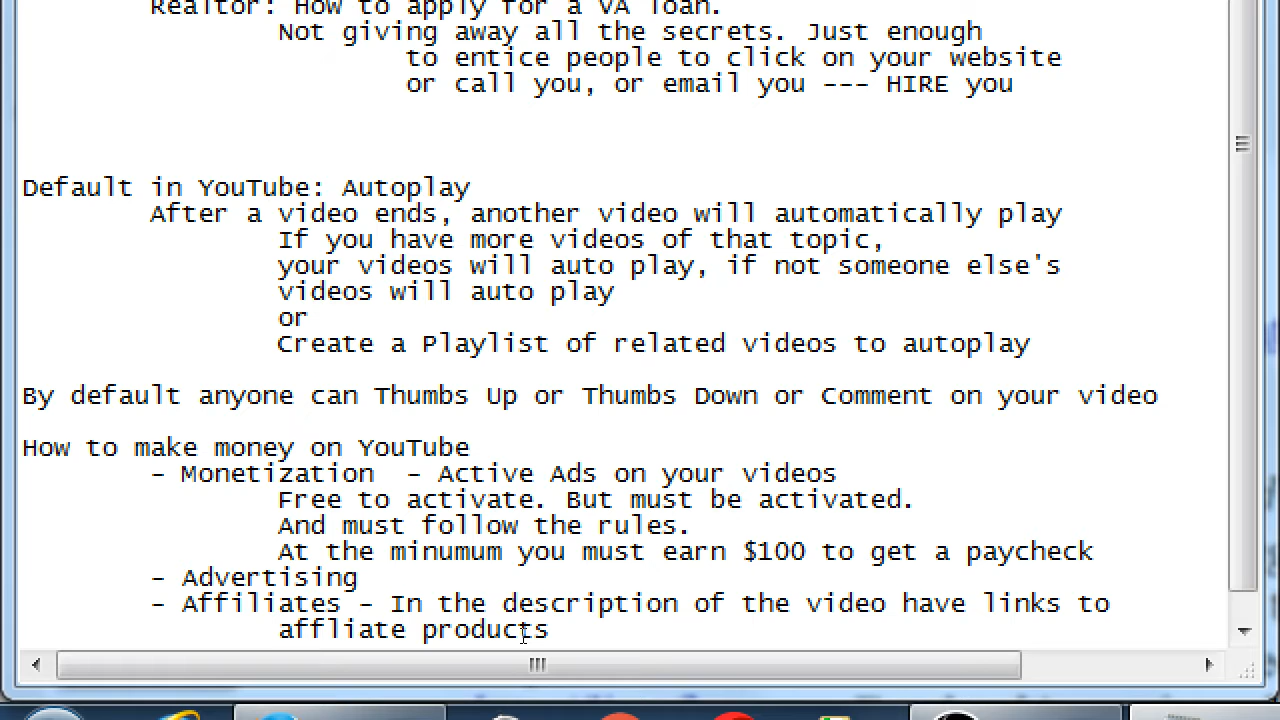 Realtor: How to apply for a VA loan.
Not giving away all the secrets. Just enough
to entice people to click on your website
or call you, or email you --- HIRE you
Default in YouTube: Autoplay
After a video ends, another video will automatically play
If you have more videos of that topic,
your videos will auto play, if not someone else's
videos will auto play
or
Create a Playlist of related videos to autoplay
By default anyone can Thumbs Up or Thumbs Down or Comment on your video
How to make money on YouTube
- Monetization  - Active Ads on your videos
Free to activate. But must be activated.
And must follow the rules.
At the minumum you must earn $100 to get a paycheck
- Advertising
- Affiliates - In the description of the video have links to
affliate products